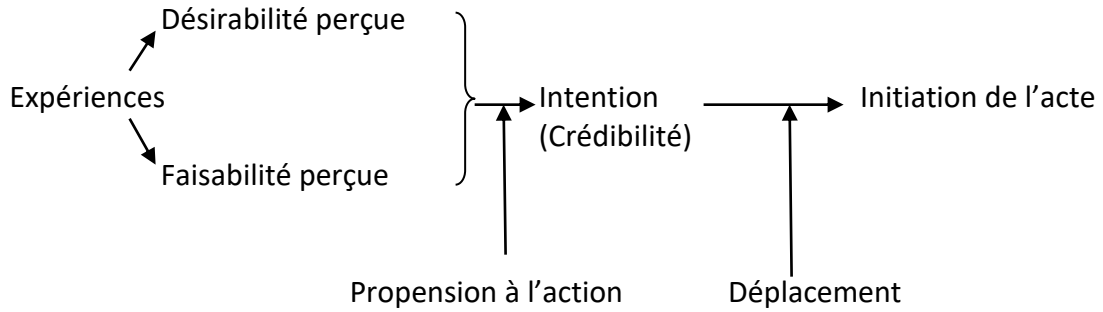 Désirabilité perçue
Expériences
Intention
Initiation de l’acte
(Crédibilité)
Faisabilité perçue
Propension à l’action
Déplacement